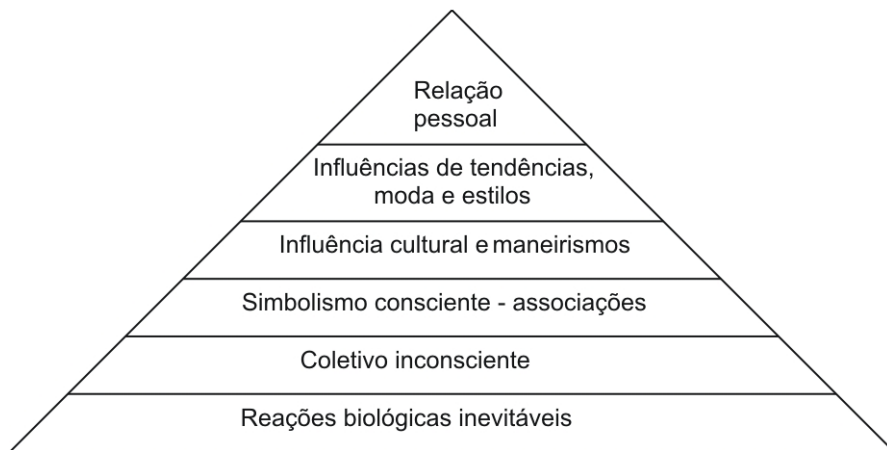 Relação
pessoal
Influências de tendências,
moda e estilos
Influência cultural e maneirismos
Simbolismo consciente - associações
Coletivo inconsciente
Reações biológicas inevitáveis